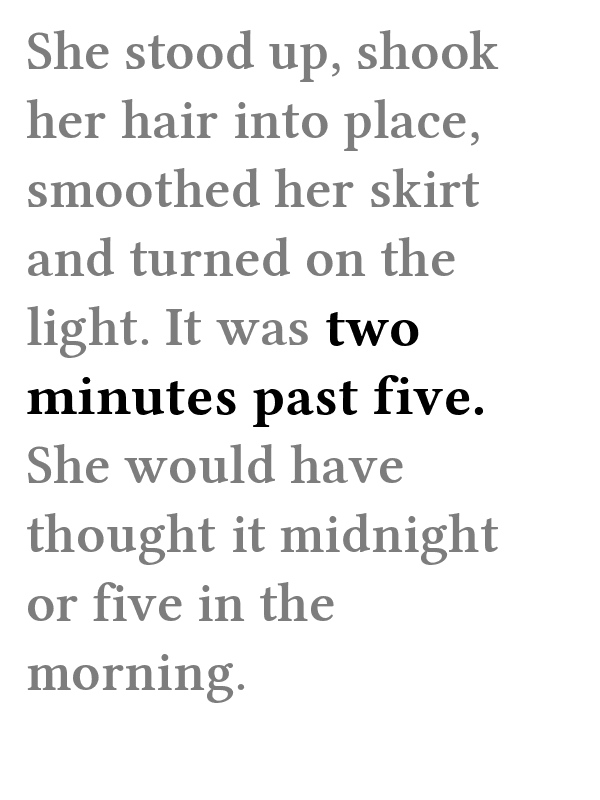 She stood up, shook
her hair into place,
smoothed her skirt
and turned on the
light. It was two
minutes past five.
She would have
thought it midnight
or five in the
morning.